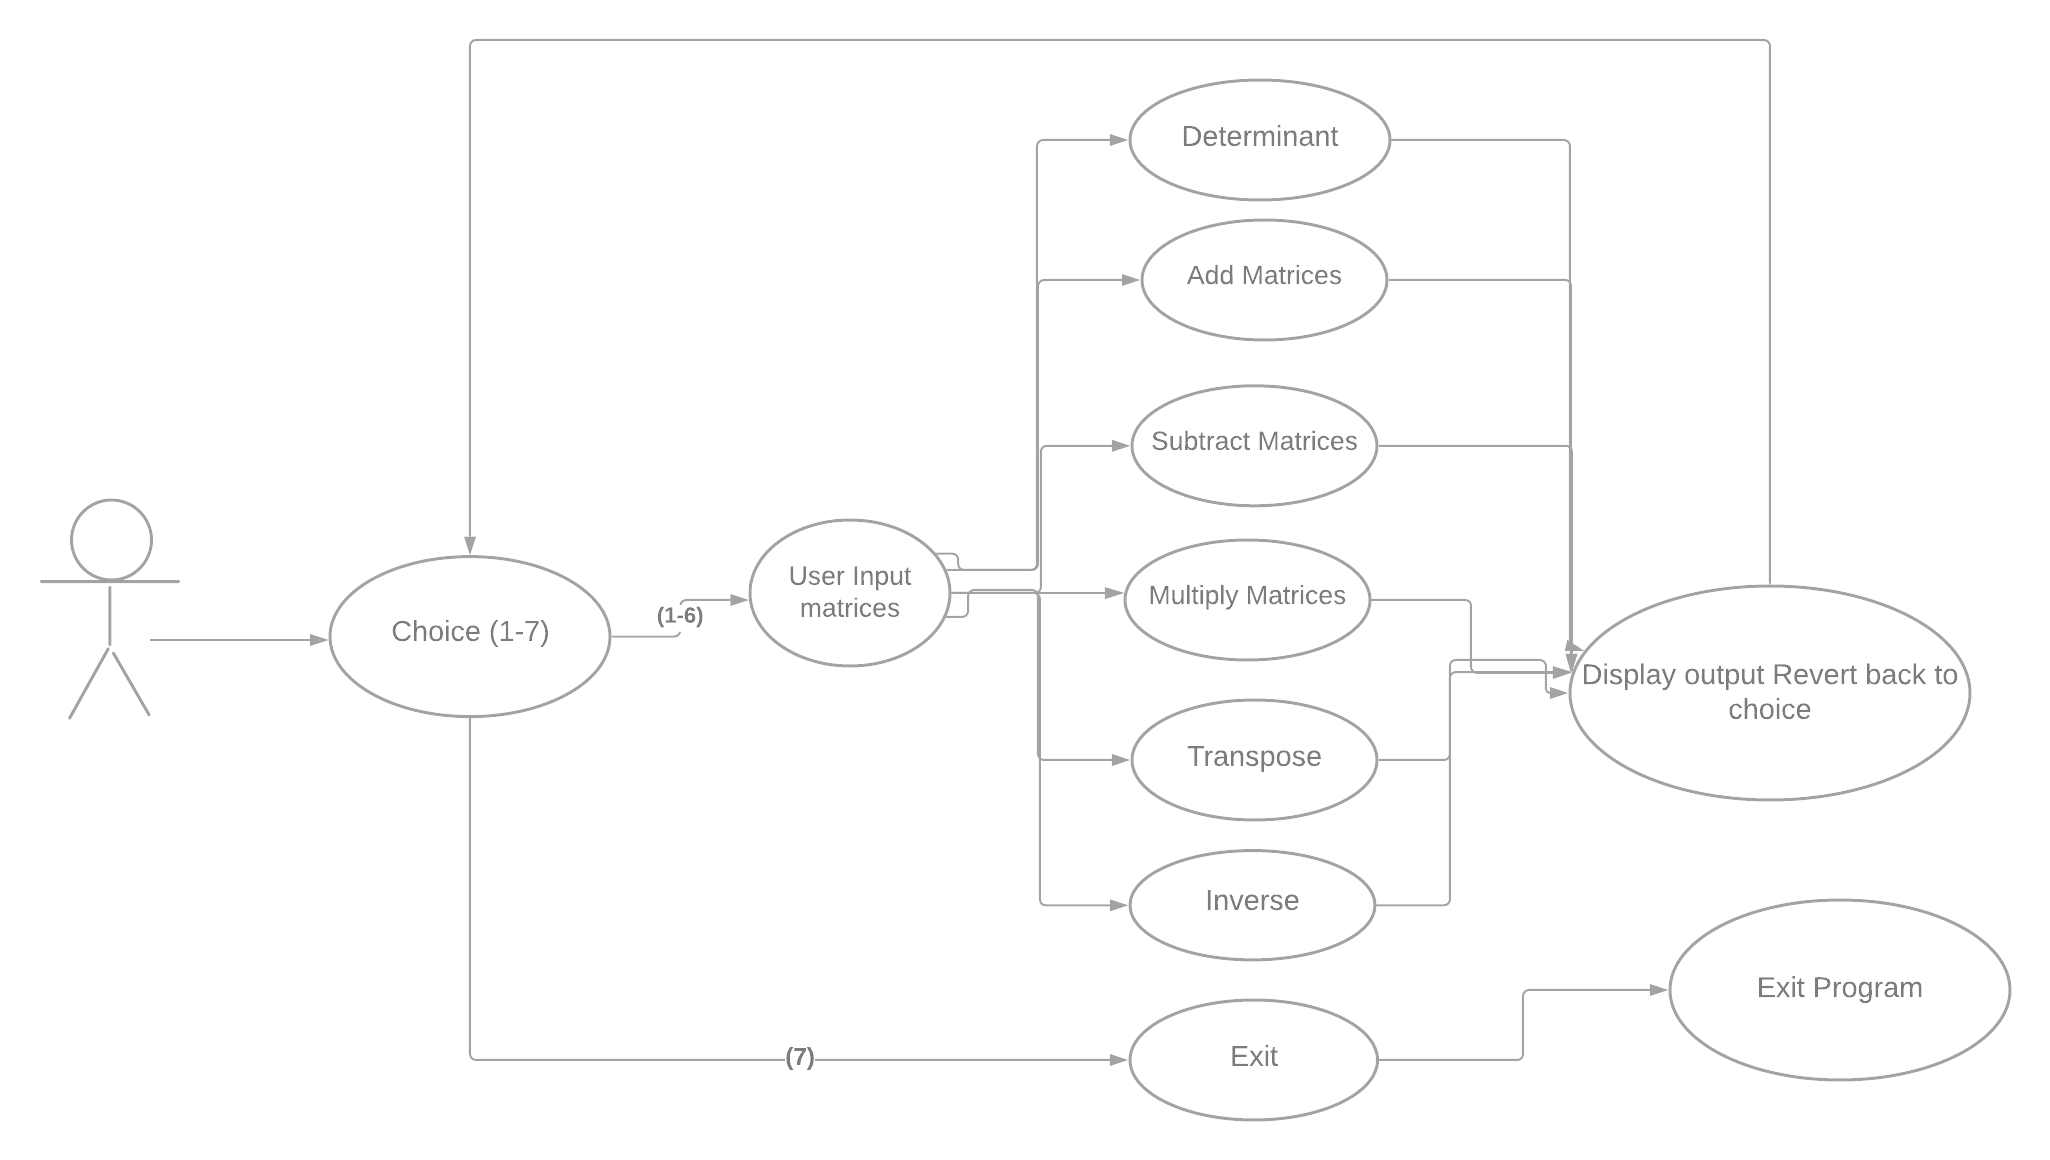 Determinant
Add Matrices
Subtract Matrices
User Input
matrices
Multiply Matrices
(1-6)
Choice (1-7)
Display output Revert back to
choice
Transpose
Inverse
Exit Program
(7)
Exit